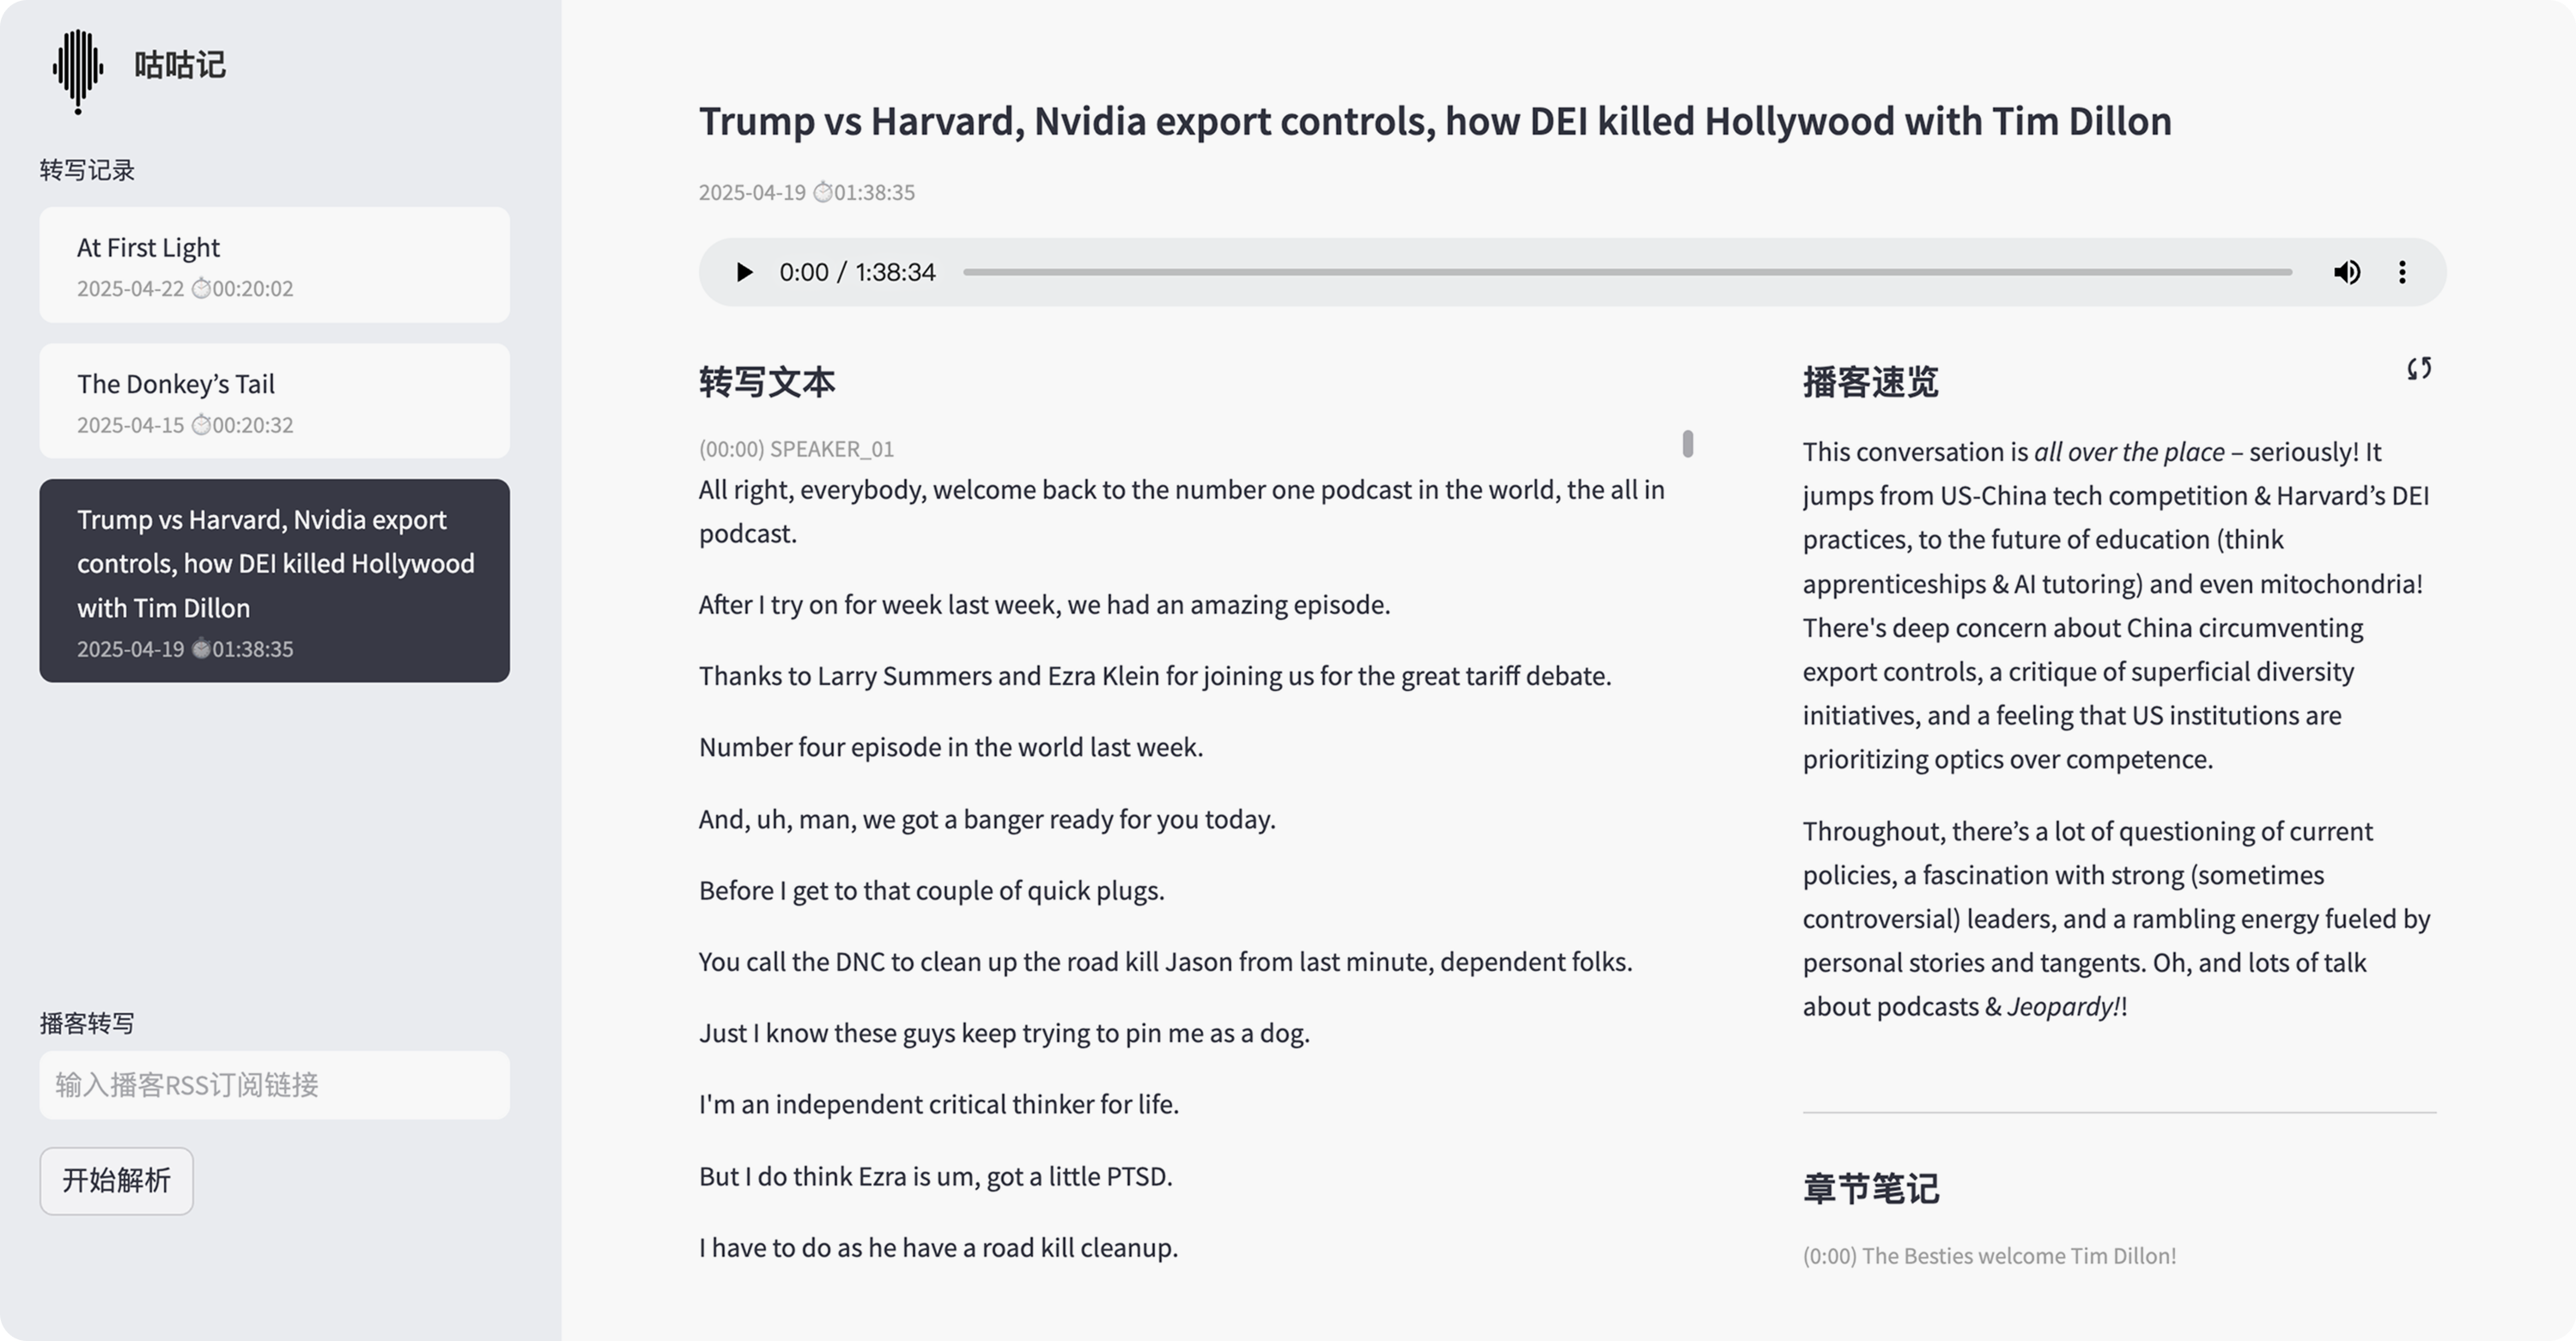 咕咕记
转写记录
At First Light
2025-04-22 ⏱00:20:02
The Donkey’s Tail
2025-04-15 ⏱00:20:32
Trump vs Harvard, Nvidia export
controls, how DEI killed Hollywood
with Tim Dillon
2025-04-19 ⏱01:38:35
播客转写
输入播客RSS订阅链接
开始解析
Trump vs Harvard, Nvidia export controls, how DEI killed Hollywood with Tim Dillon
2025-04-19 ⏱01:38:35
0:00 / 1:38:34
转写文本
(00:00) SPEAKER_01
All right, everybody, welcome back to the number one podcast in the world, the all in
podcast.
After I try on for week last week, we had an amazing episode.
Thanks to Larry Summers and Ezra Klein for joining us for the great tariff debate.
Number four episode in the world last week.
And, uh, man, we got a banger ready for you today.
Before I get to that couple of quick plugs.
You call the DNC to clean up the road kill Jason from last minute, dependent folks.
Just I know these guys keep trying to pin me as a dog.
I'm an independent critical thinker for life.
But I do think Ezra is um, got a little PTSD.
I have to do as he have a road kill cleanup.
播客速览
This conversation is all over the place – seriously! It
jumps from US-China tech competition & Harvard’s DEI
practices, to the future of education (think
apprenticeships & AI tutoring) and even mitochondria!
There's deep concern about China circumventing
export controls, a critique of superficial diversity
initiatives, and a feeling that US institutions are
prioritizing optics over competence.
Throughout, there’s a lot of questioning of current
policies, a fascination with strong (sometimes
controversial) leaders, and a rambling energy fueled by
personal stories and tangents. Oh, and lots of talk
about podcasts & Jeopardy!!
章节笔记
(0:00) The Besties welcome Tim Dillon!